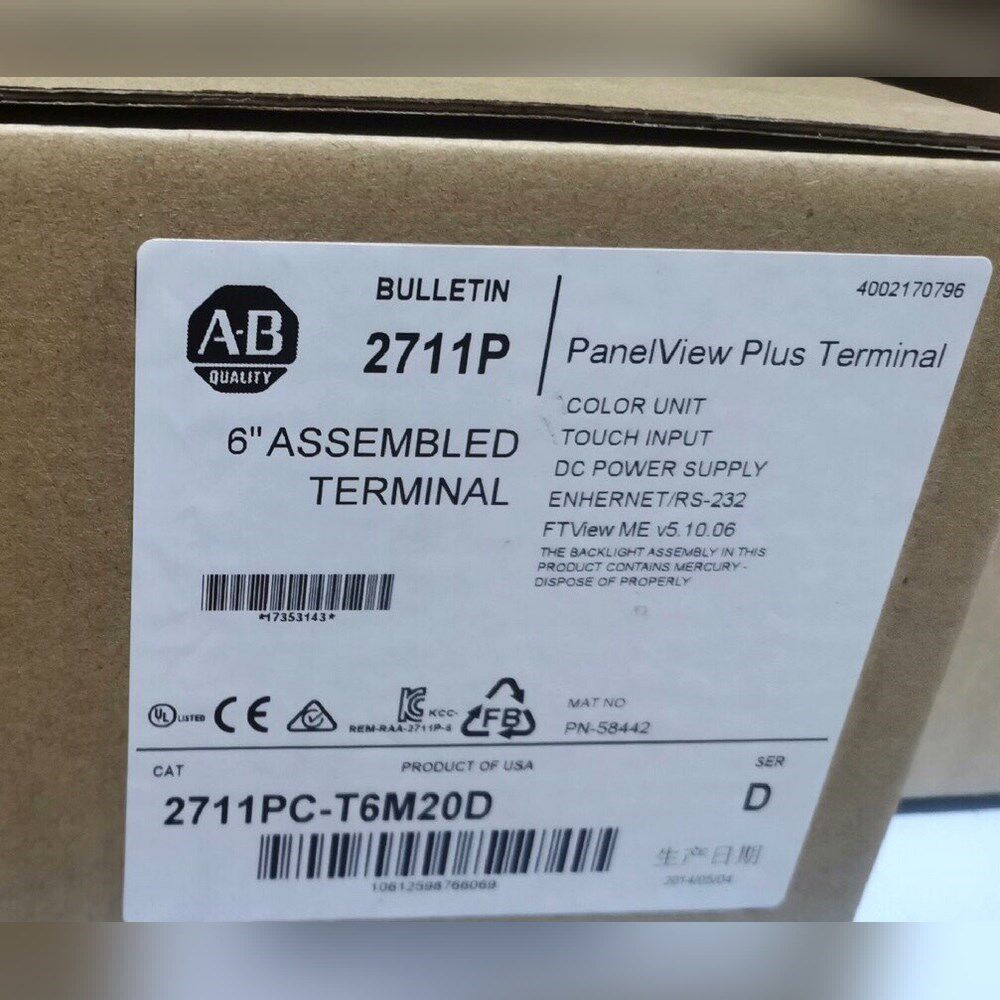 A-B
QUALITY
BULLETIN
2711P
4002170796
PanelView Plus Terminal
6" ASSEMBLED
TERMINAL
COLOR UNIT
TOUCH INPUT
DC POWER SUPPLY
ENHERNET/RS-232
FTView ME v5.10.06
THE BACKLIGHT ASSEMBLY IN THIS
PRODUCT CONTAINS MERCURY -
DISPOSE OF PROPERLY
*17353143*
UL LISTED
CE
KCC-
REM-RAA-2711P-6
FB
MAT NO
PN-58442
CAT
PRODUCT OF USA
SER
2711PC-T6M20D
D
10612598766069
生产日期
2014/05/04